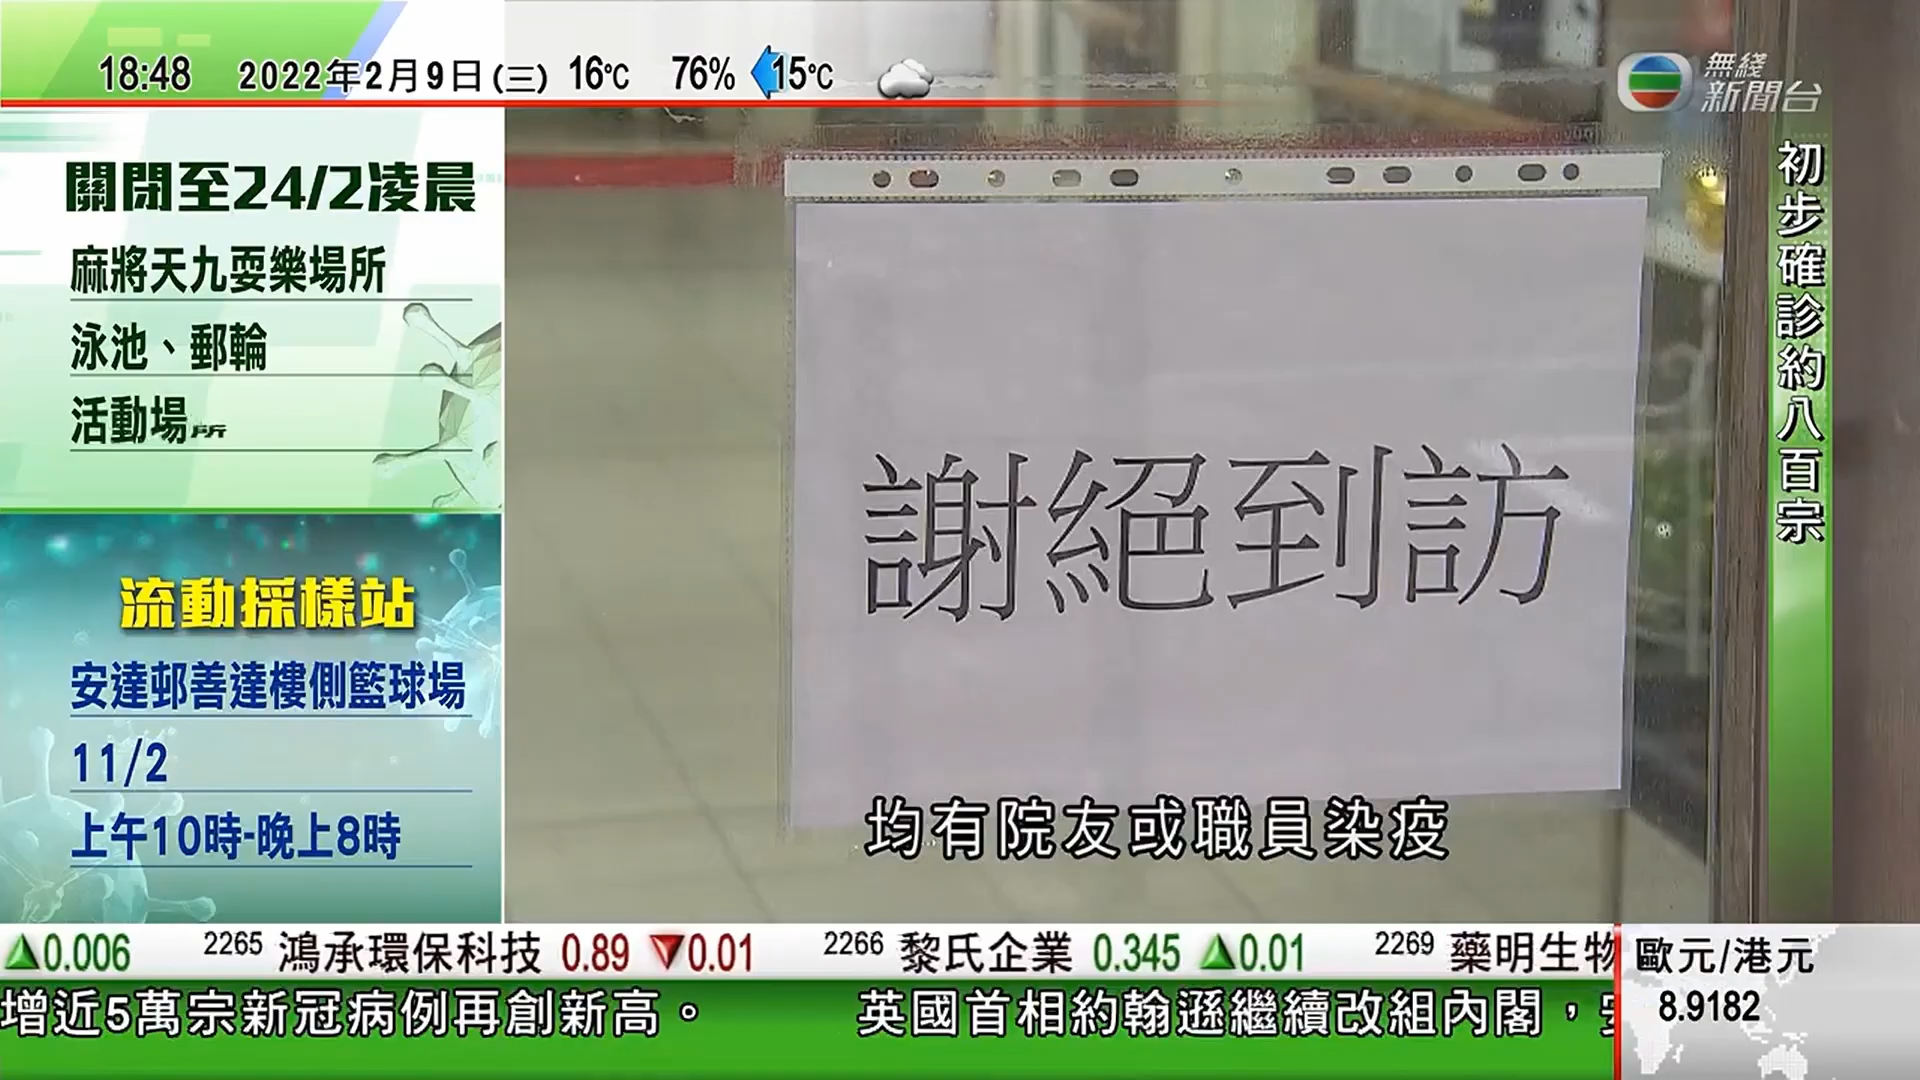 18:48 2022年2月9日(三) 16℃ 76% 15℃
無綫
新聞台
關閉至24/2凌晨
麻將天九耍樂場所
泳池、郵輪
活動場所
流動採樣站
安達邨善達樓側籃球場
11/2
上午10時-晚上8時
謝絕到訪
初步確診約八百宗
均有院友或職員染疫
▲0.006 2265 鴻承環保科技 0.89 ▼0.01 2266 黎氏企業 0.345 ▲0.01 2269 藥明生物
歐元/港元
8.9182
增近5萬宗新冠病例再創新高。 英國首相約翰遜繼續改組內閣，